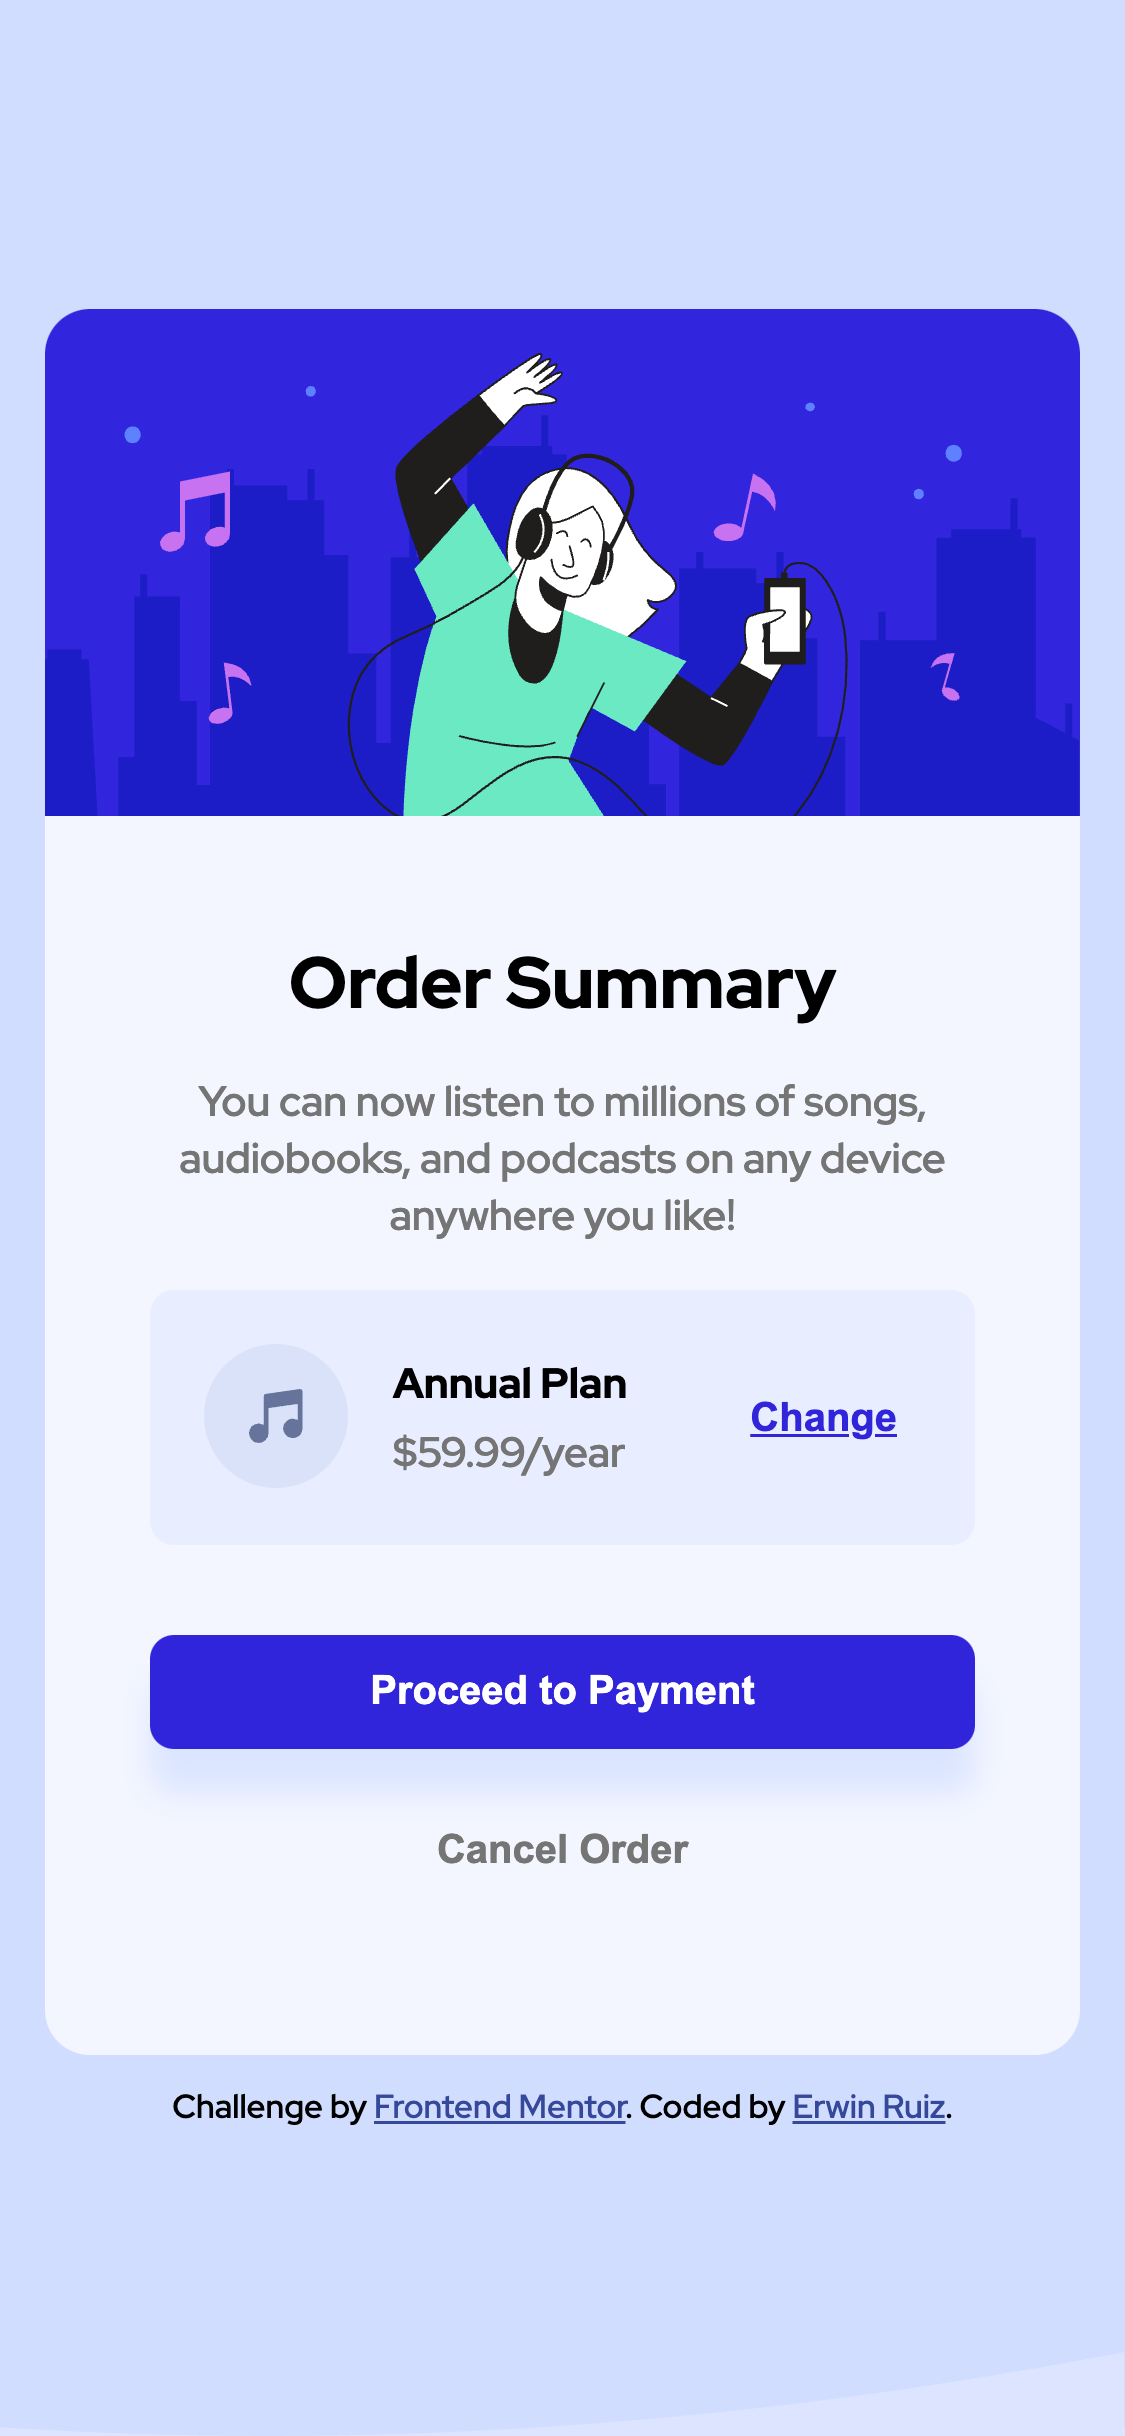 Order Summary
You can now listen to millions of songs,
audiobooks, and podcasts on any device
anywhere you like!
Annual Plan
$59.99/year
Change
Proceed to Payment
Cancel Order
Challenge by Frontend Mentor. Coded by Erwin Ruiz.